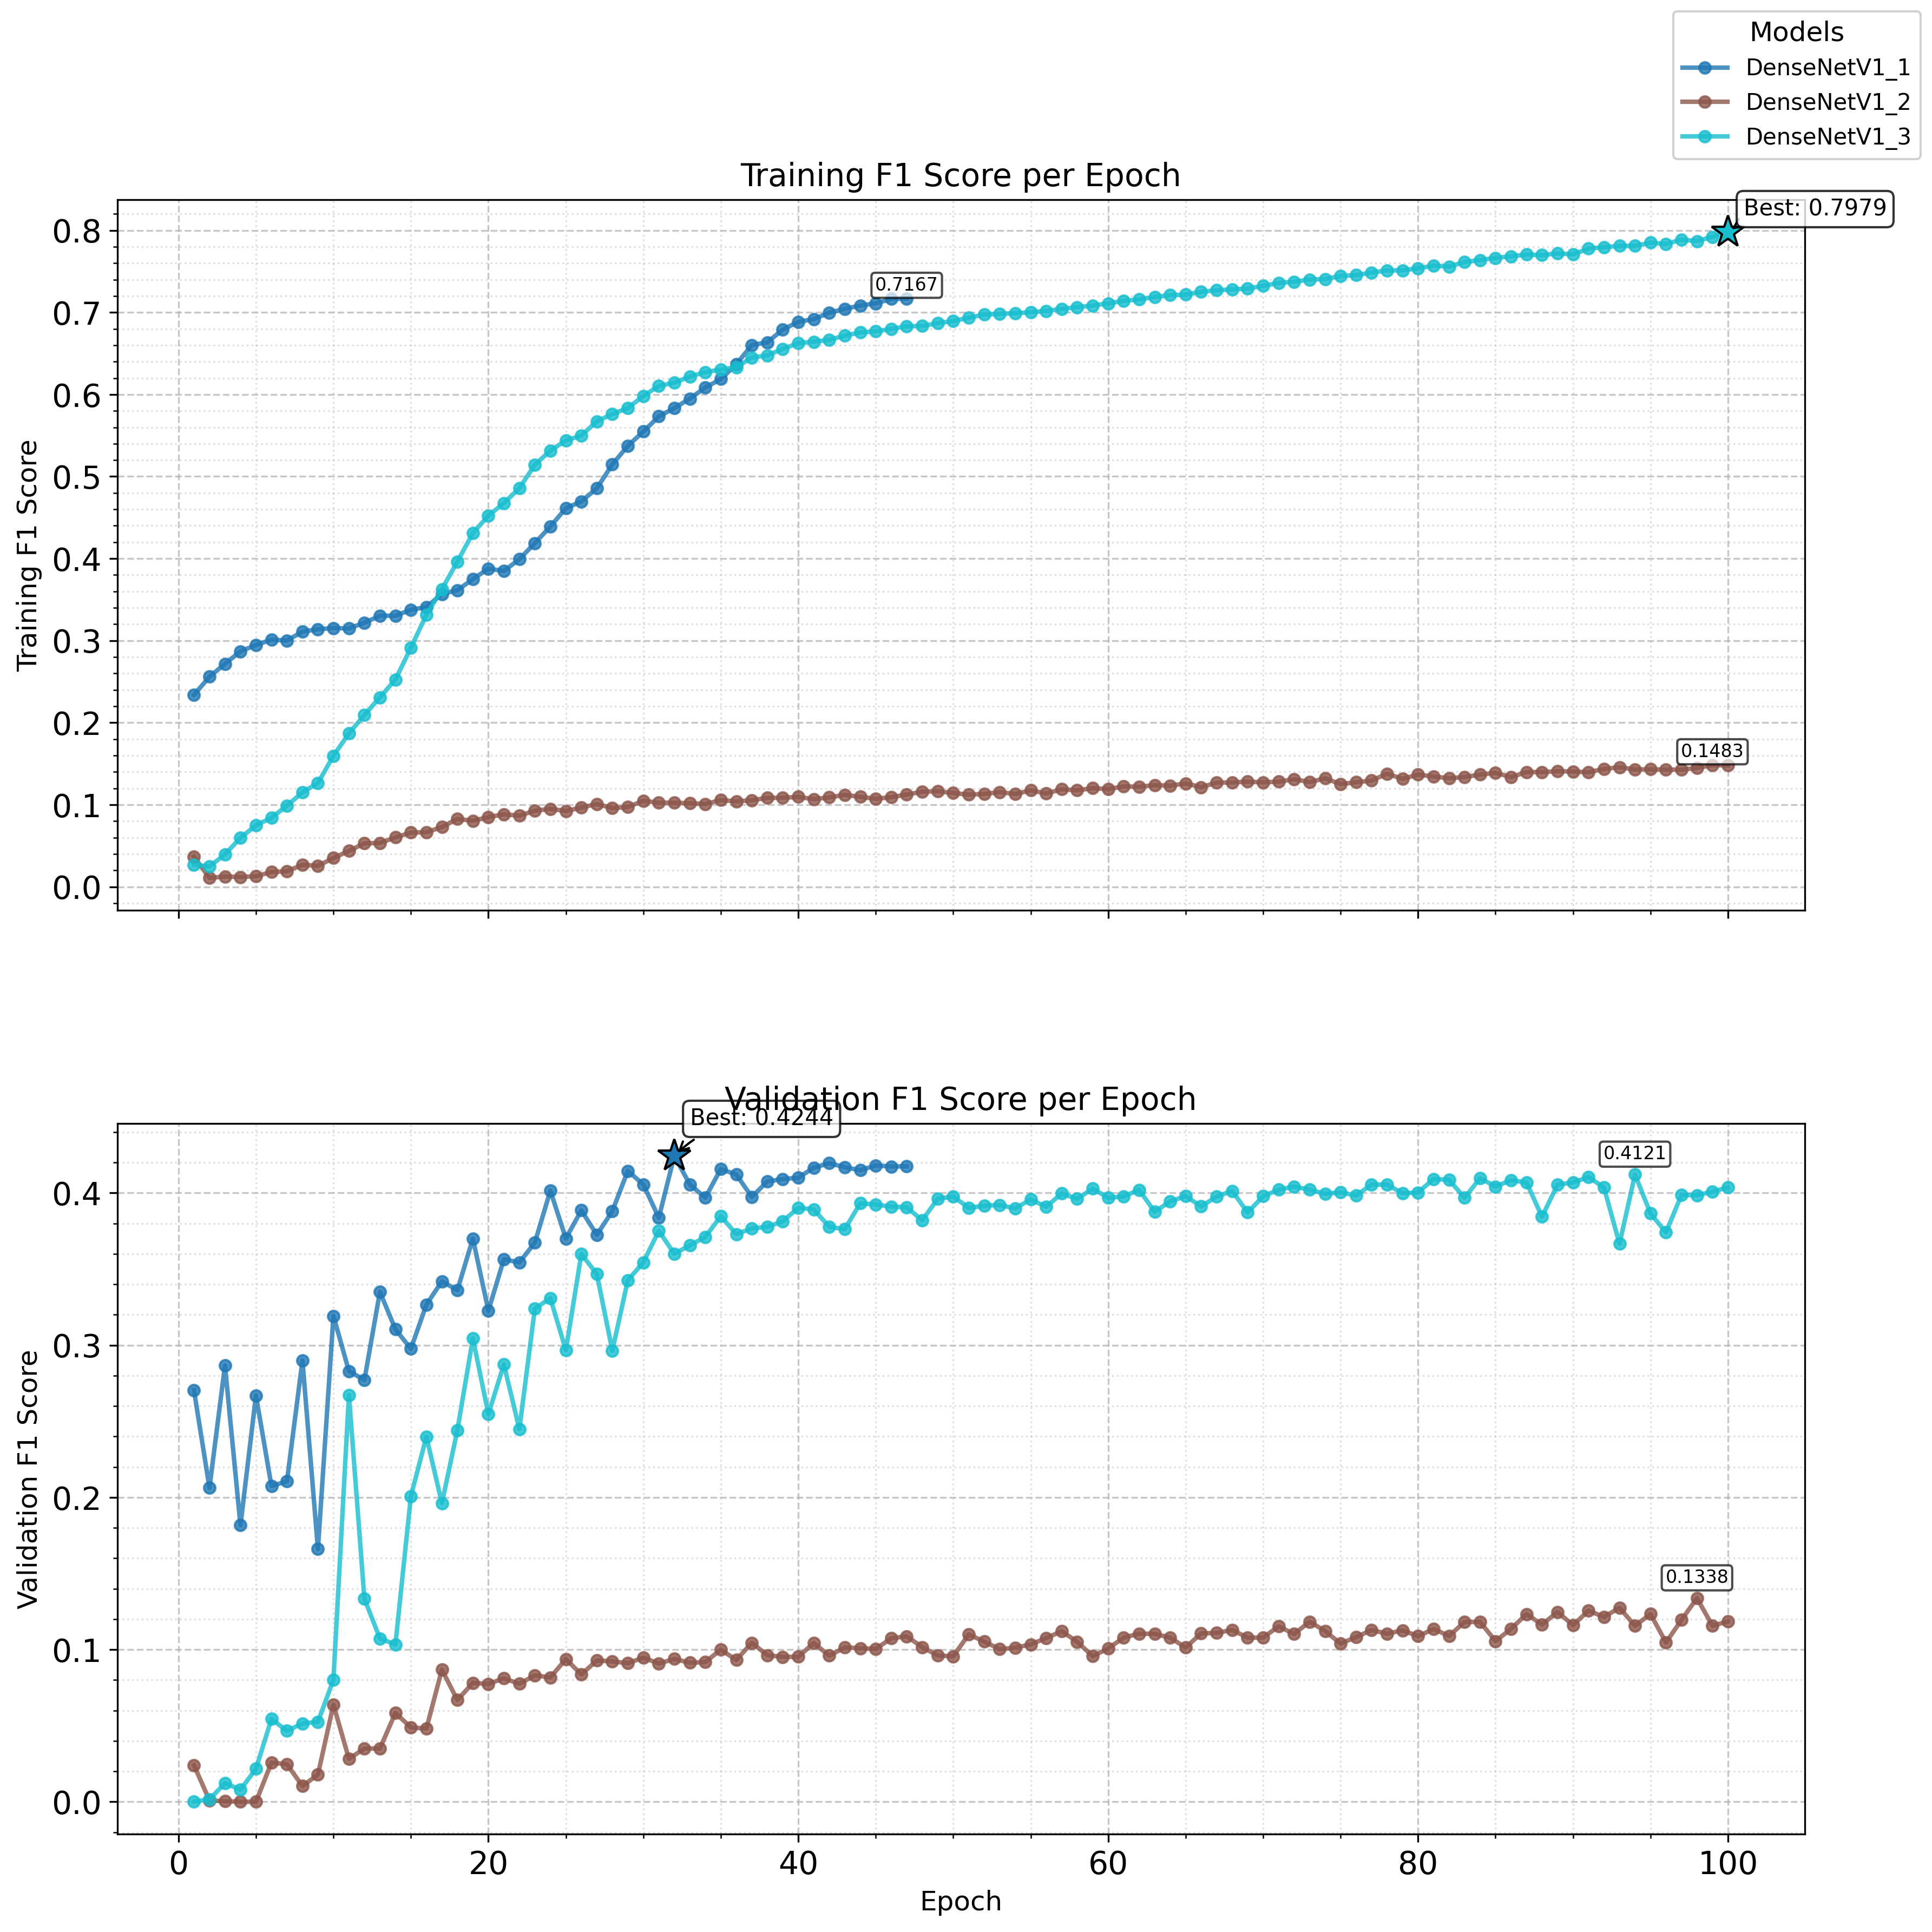 Models
DenseNetV1_1
DenseNetV1_2
DenseNetV1_3
Training F1 Score per Epoch
Best: 0.7979
0.7167
0.1483
0.8
0.7
0.6
0.5
0.4
0.3
0.2
0.1
0.0
Training F1 Score
Validation F1 Score per Epoch
Best: 0.4244
0.4121
0.1338
0.4
0.3
0.2
0.1
0.0
Validation F1 Score
0 20 40 60 80 100
Epoch